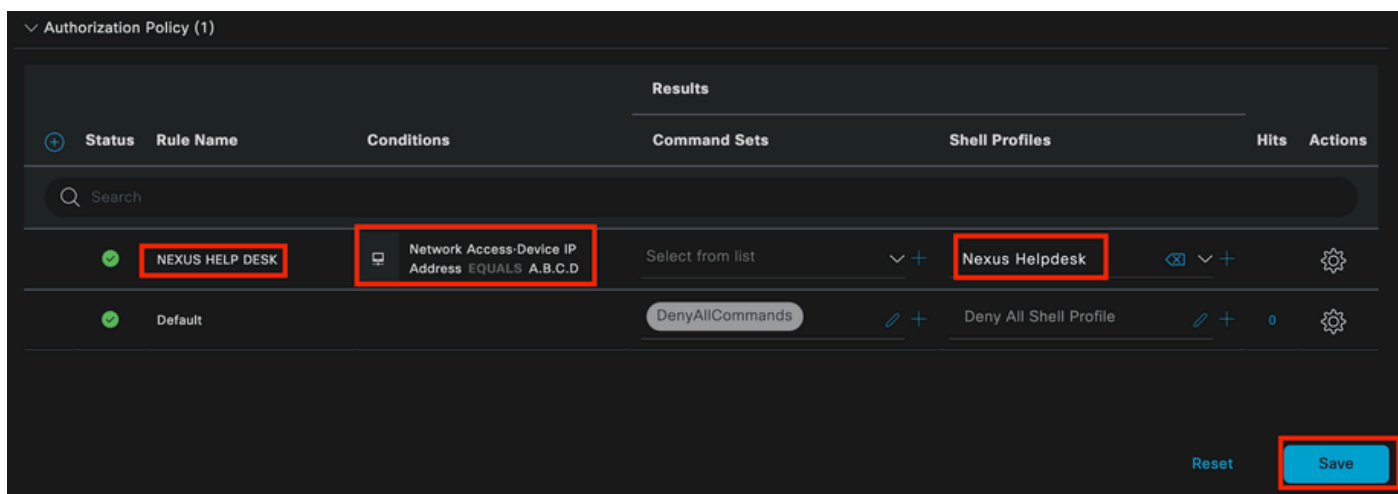 Authorization Policy (1)
Results
Status Rule Name Conditions Command Sets Shell Profiles Hits Actions
Search
NEXUS HELP DESK Network Access·Device IP Address EQUALS A.B.C.D Select from list Nexus Helpdesk
Default DenyAllCommands Deny All Shell Profile 0
Reset Save